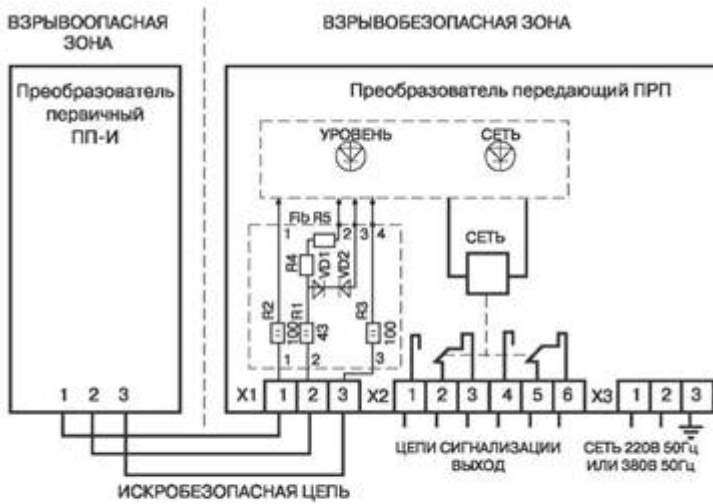 ВЗРЫВООПАСНАЯ
ЗОНА
ВЗРЫВОБЕЗОПАСНАЯ ЗОНА
Преобразователь
первичный
ПП-И
Преобразователь передающий ПРП
УРОВЕНЬ
СЕТЬ
R5
1
2
3
4
R4
VD1
VD2
СЕТЬ
R2
100
R1
43
R3
100
1
2
3
1 2 3
X1 1 2 3
X2 1 2 3 4 5 6
X3 1 2 3
ЦЕПИ СИГНАЛИЗАЦИИ
ВЫХОД
СЕТЬ 220В 50Гц
ИЛИ 380В 50Гц
ИСКРОБЕЗОПАСНАЯ ЦЕПЬ